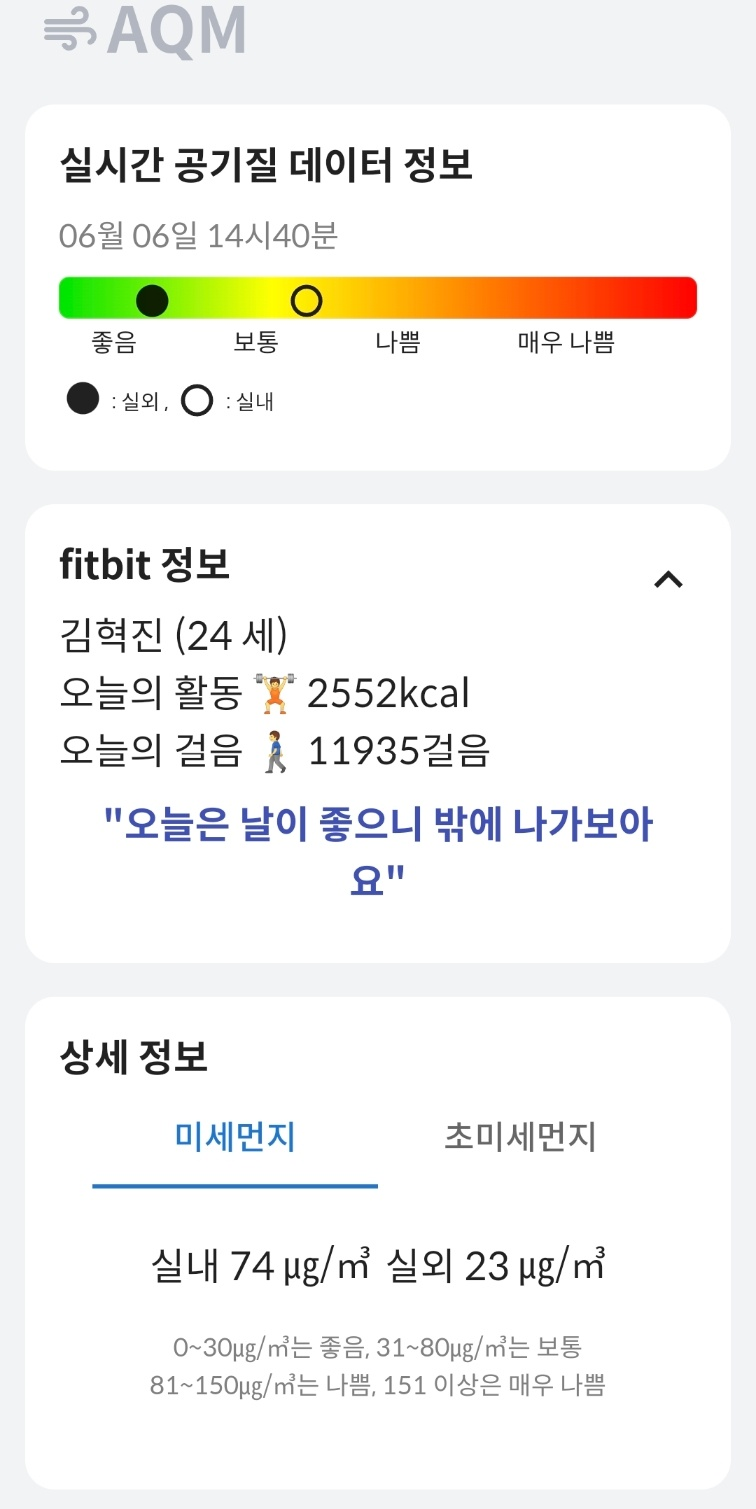 AQM
실시간 공기질 데이터 정보
06월 06일 14시40분
좋음 보통 나쁨 매우 나쁨
: 실외, : 실내
fitbit 정보
김혁진 (24 세)
오늘의 활동 🏋️ 2552kcal
오늘의 걸음 🚶 11935걸음
"오늘은 날이 좋으니 밖에 나가보아
요"
상세 정보
미세먼지 초미세먼지
실내 74 ㎍/㎥ 실외 23 ㎍/㎥
0~30㎍/㎥는 좋음, 31~80㎍/㎥는 보통
81~150㎍/㎥는 나쁨, 151 이상은 매우 나쁨